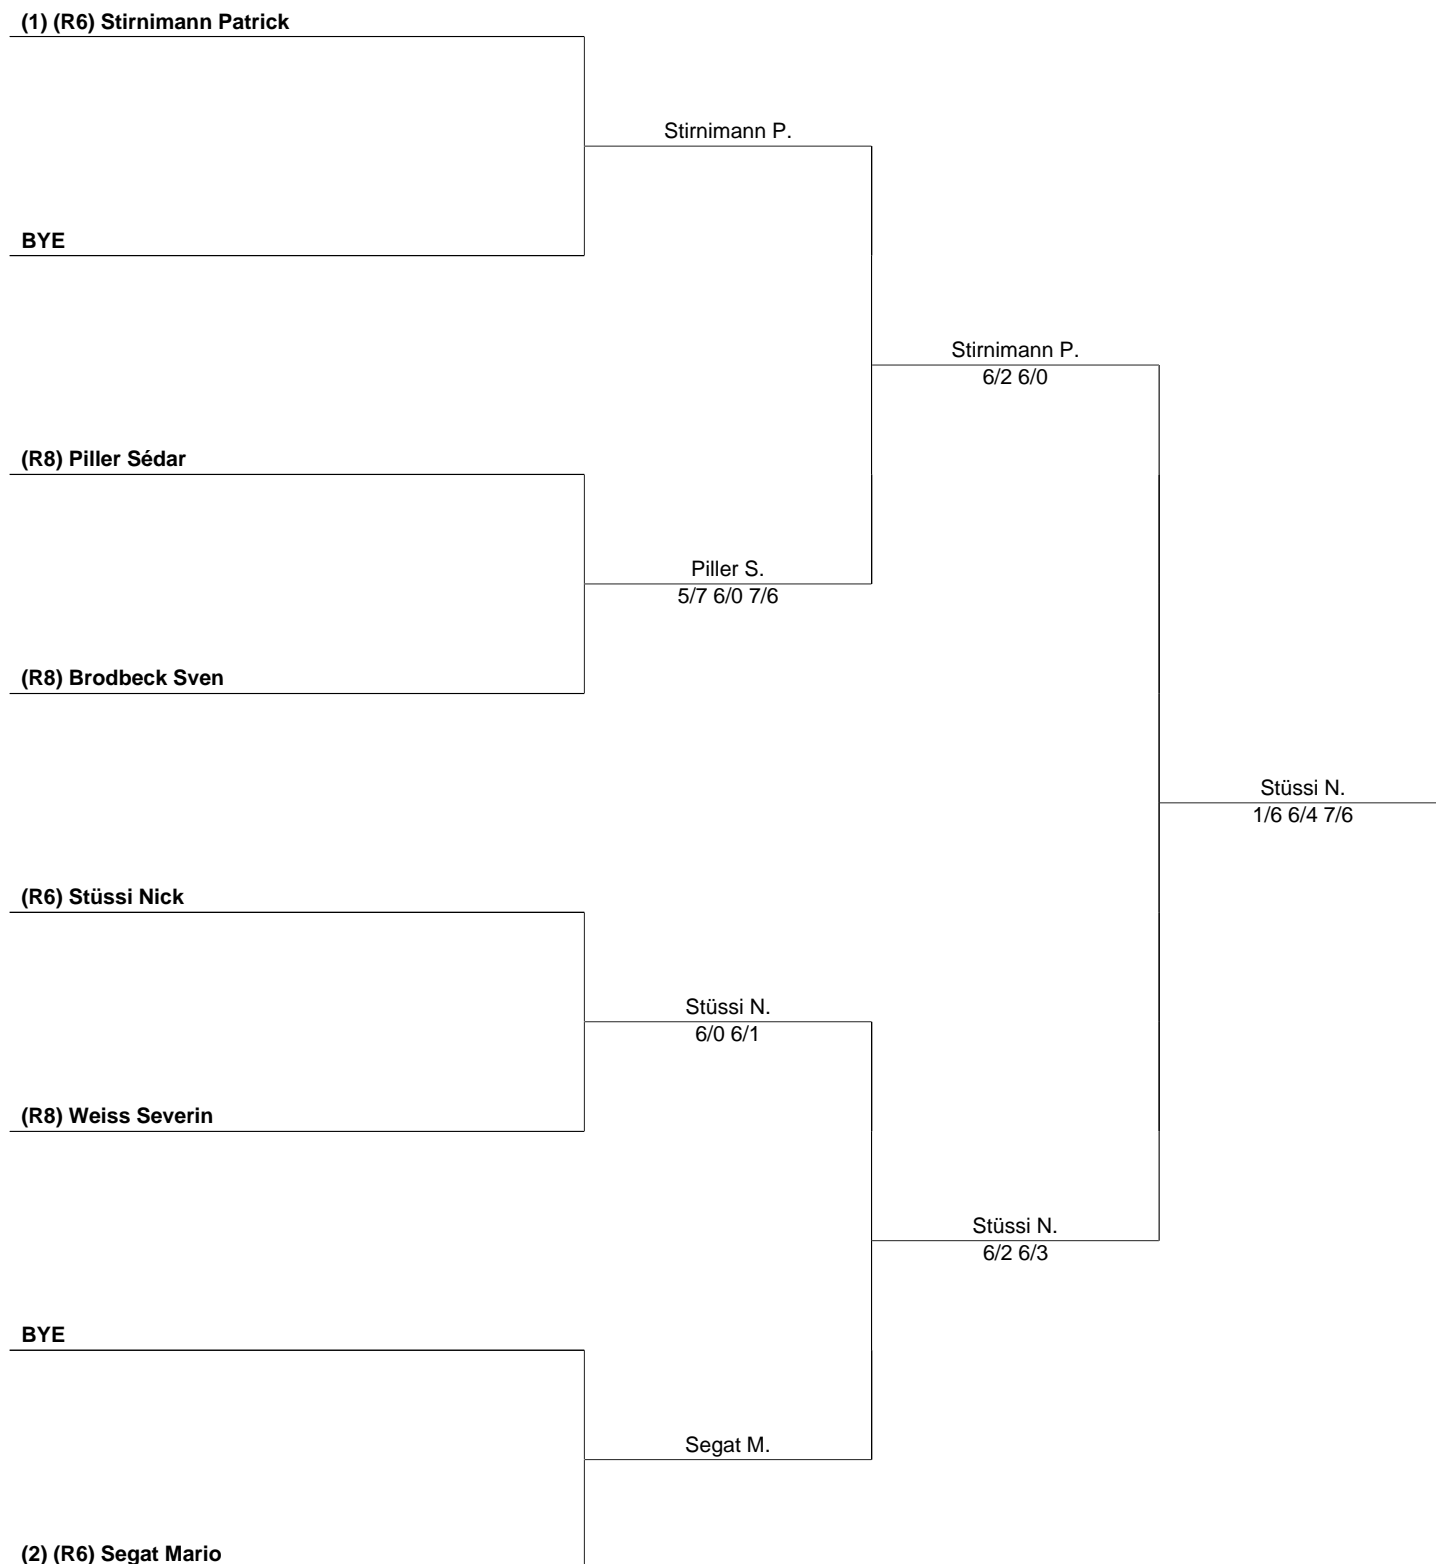 (1) (R6) Stirnimann Patrick
Stirnimann P.
BYE
Stirnimann P.
6/2 6/0
(R8) Piller Sédar
Piller S.
5/7 6/0 7/6
(R8) Brodbeck Sven
Stüssi N.
1/6 6/4 7/6
(R6) Stüssi Nick
Stüssi N.
6/0 6/1
(R8) Weiss Severin
Stüssi N.
6/2 6/3
BYE
Segat M.
(2) (R6) Segat Mario